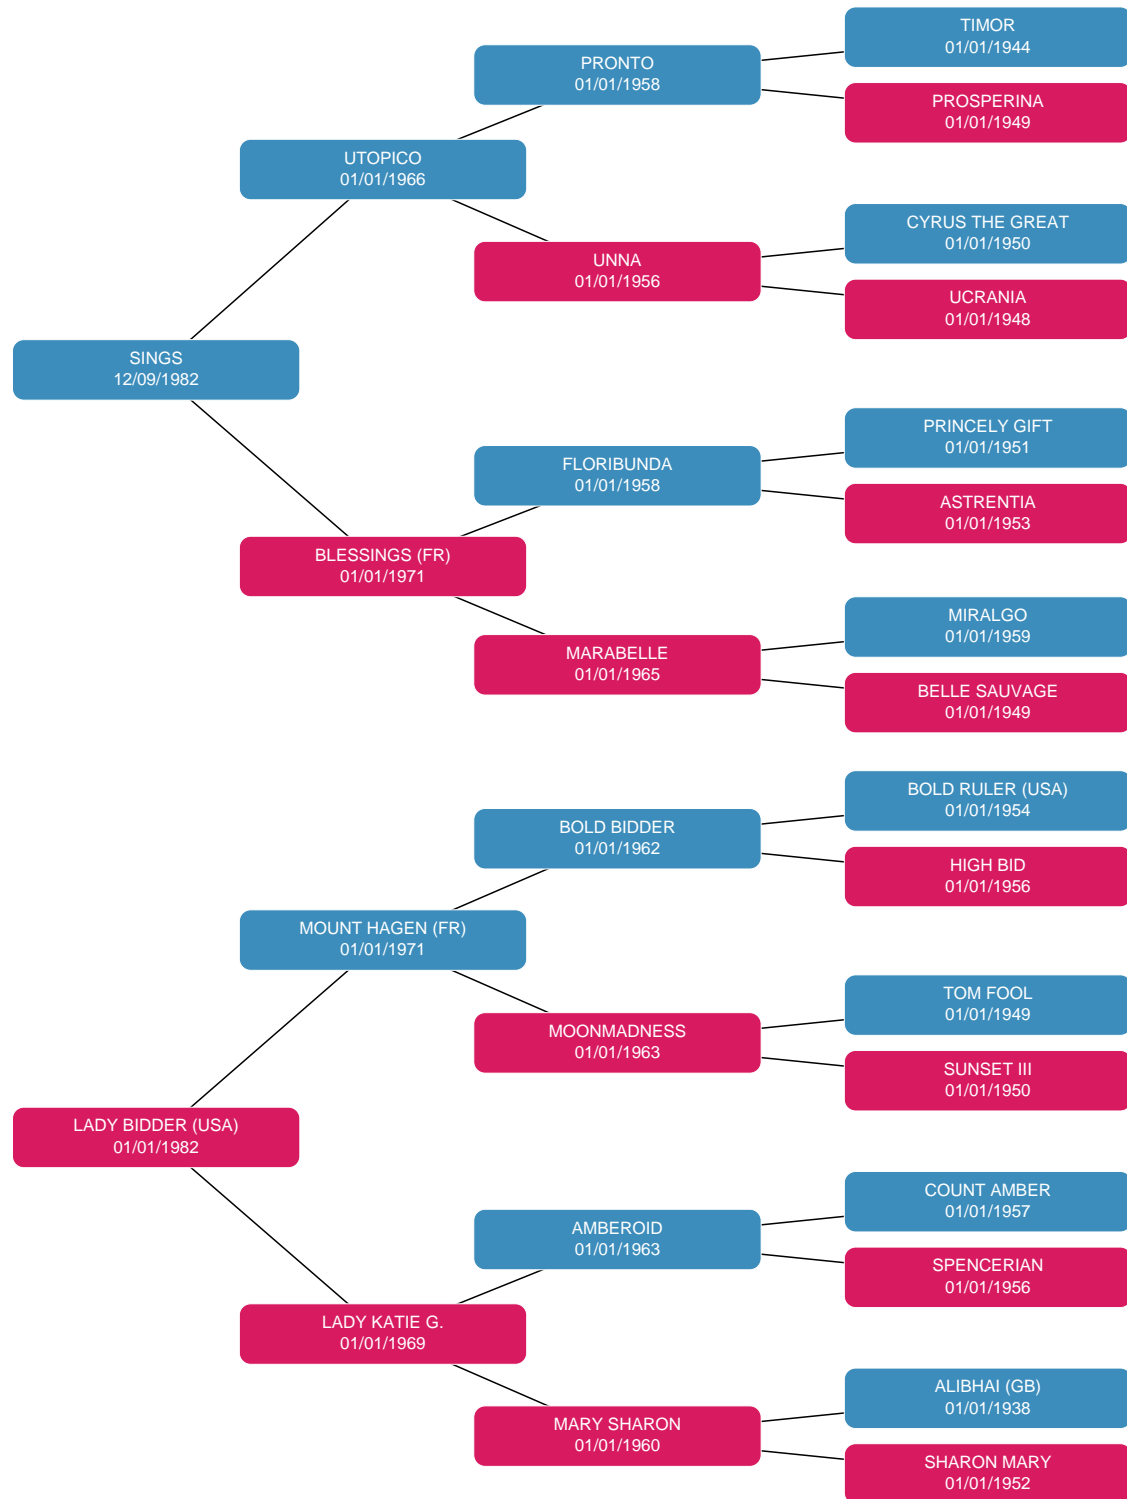 TIMOR
01/01/1944
PRONTO
01/01/1958
PROSPERINA
01/01/1949
UTOPICO
01/01/1966
CYRUS THE GREAT
01/01/1950
UNNA
01/01/1956
UCRANIA
01/01/1948
SINGS
12/09/1982
PRINCELY GIFT
01/01/1951
FLORIBUNDA
01/01/1958
ASTRENTIA
01/01/1953
BLESSINGS (FR)
01/01/1971
MIRALGO
01/01/1959
MARABELLE
01/01/1965
BELLE SAUVAGE
01/01/1949
BOLD RULER (USA)
01/01/1954
BOLD BIDDER
01/01/1962
HIGH BID
01/01/1956
MOUNT HAGEN (FR)
01/01/1971
TOM FOOL
01/01/1949
MOONMADNESS
01/01/1963
SUNSET III
01/01/1950
LADY BIDDER (USA)
01/01/1982
COUNT AMBER
01/01/1957
AMBEROID
01/01/1963
SPENCERIAN
01/01/1956
LADY KATIE G.
01/01/1969
ALIBHAI (GB)
01/01/1938
MARY SHARON
01/01/1960
SHARON MARY
01/01/1952